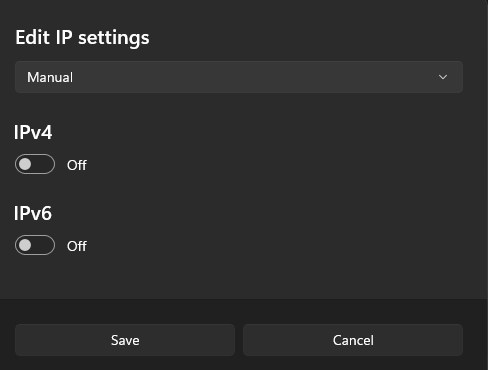 Edit IP settings
Manual
IPv4
Off
IPv6
Off
Save Cancel